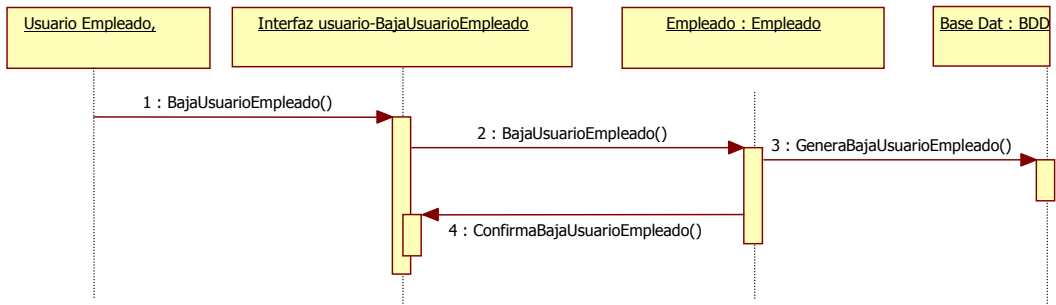 Usuario Empleado,
Interfaz usuario-BajaUsuarioEmpleado
Empleado : Empleado
Base Dat : BDD
1 : BajaUsuarioEmpleado()
2 : BajaUsuarioEmpleado()
3 : GeneraBajaUsuarioEmpleado()
4 : ConfirmaBajaUsuarioEmpleado()